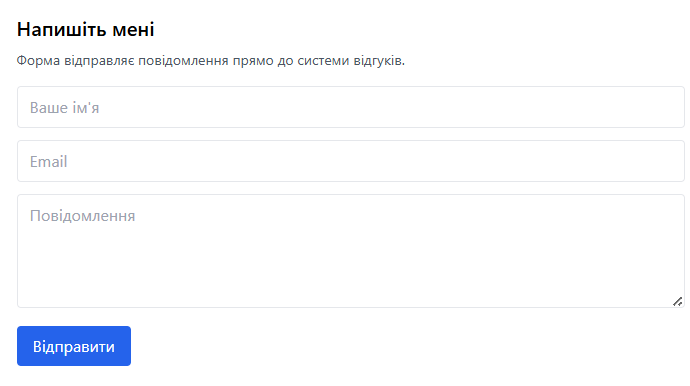 Напишіть мені
Форма відправляє повідомлення прямо до системи відгуків.
Ваше ім'я
Email
Повідомлення
Відправити